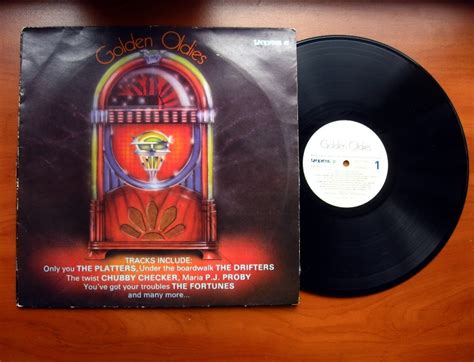 Golden Oldies
TRACKS INCLUDE:
Only you THE PLATTERS, Under the boardwalk THE DRIFTERS
The twist CHUBBY CHECKER, Maria P.J. PROBY
You've got your troubles THE FORTUNES
and many more...
Golden Oldies
1